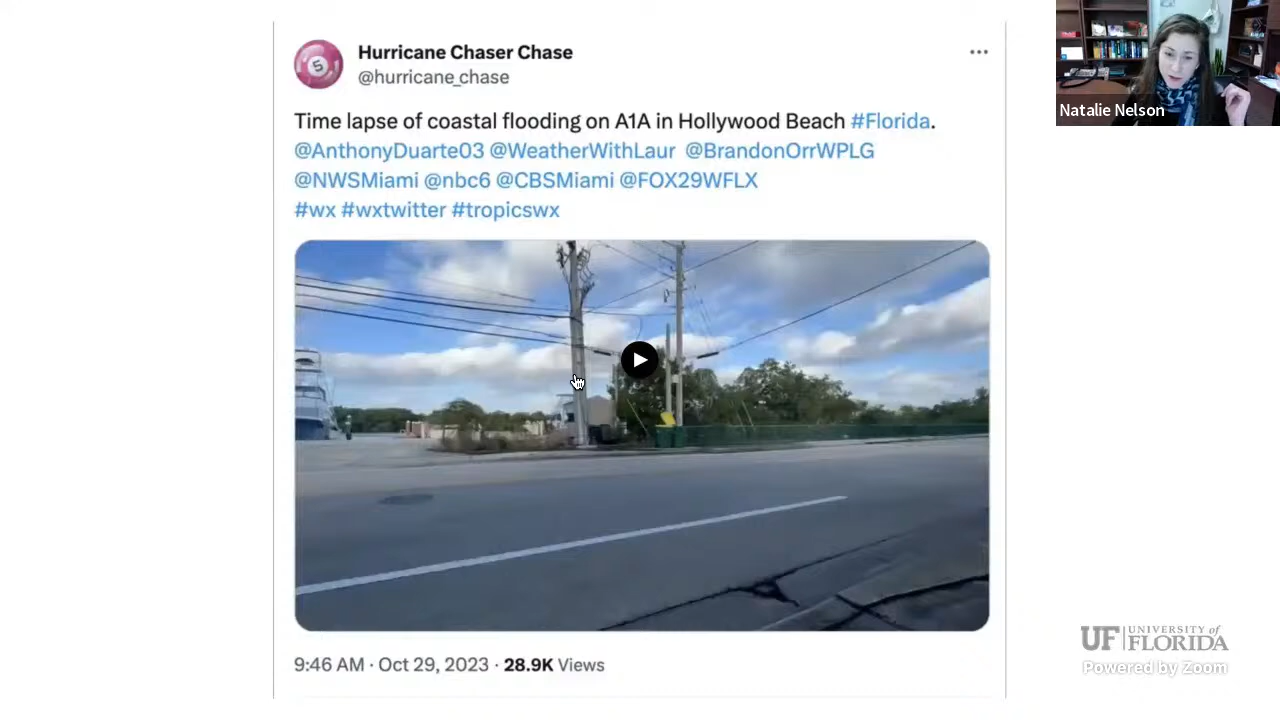 Hurricane Chaser Chase
@hurricane_chase
Time lapse of coastal flooding on A1A in Hollywood Beach #Florida.
@AnthonyDuarte03 @WeatherWithLaur @BrandonOrrWPLG
@NWSMiami @nbc6 @CBSMiami @FOX29WFLX
#wx #wxtwitter #tropicswx
9:46 AM · Oct 29, 2023 · 28.9K Views
Natalie Nelson
5
UF UNIVERSITY of
FLORIDA
Powered by Zoom